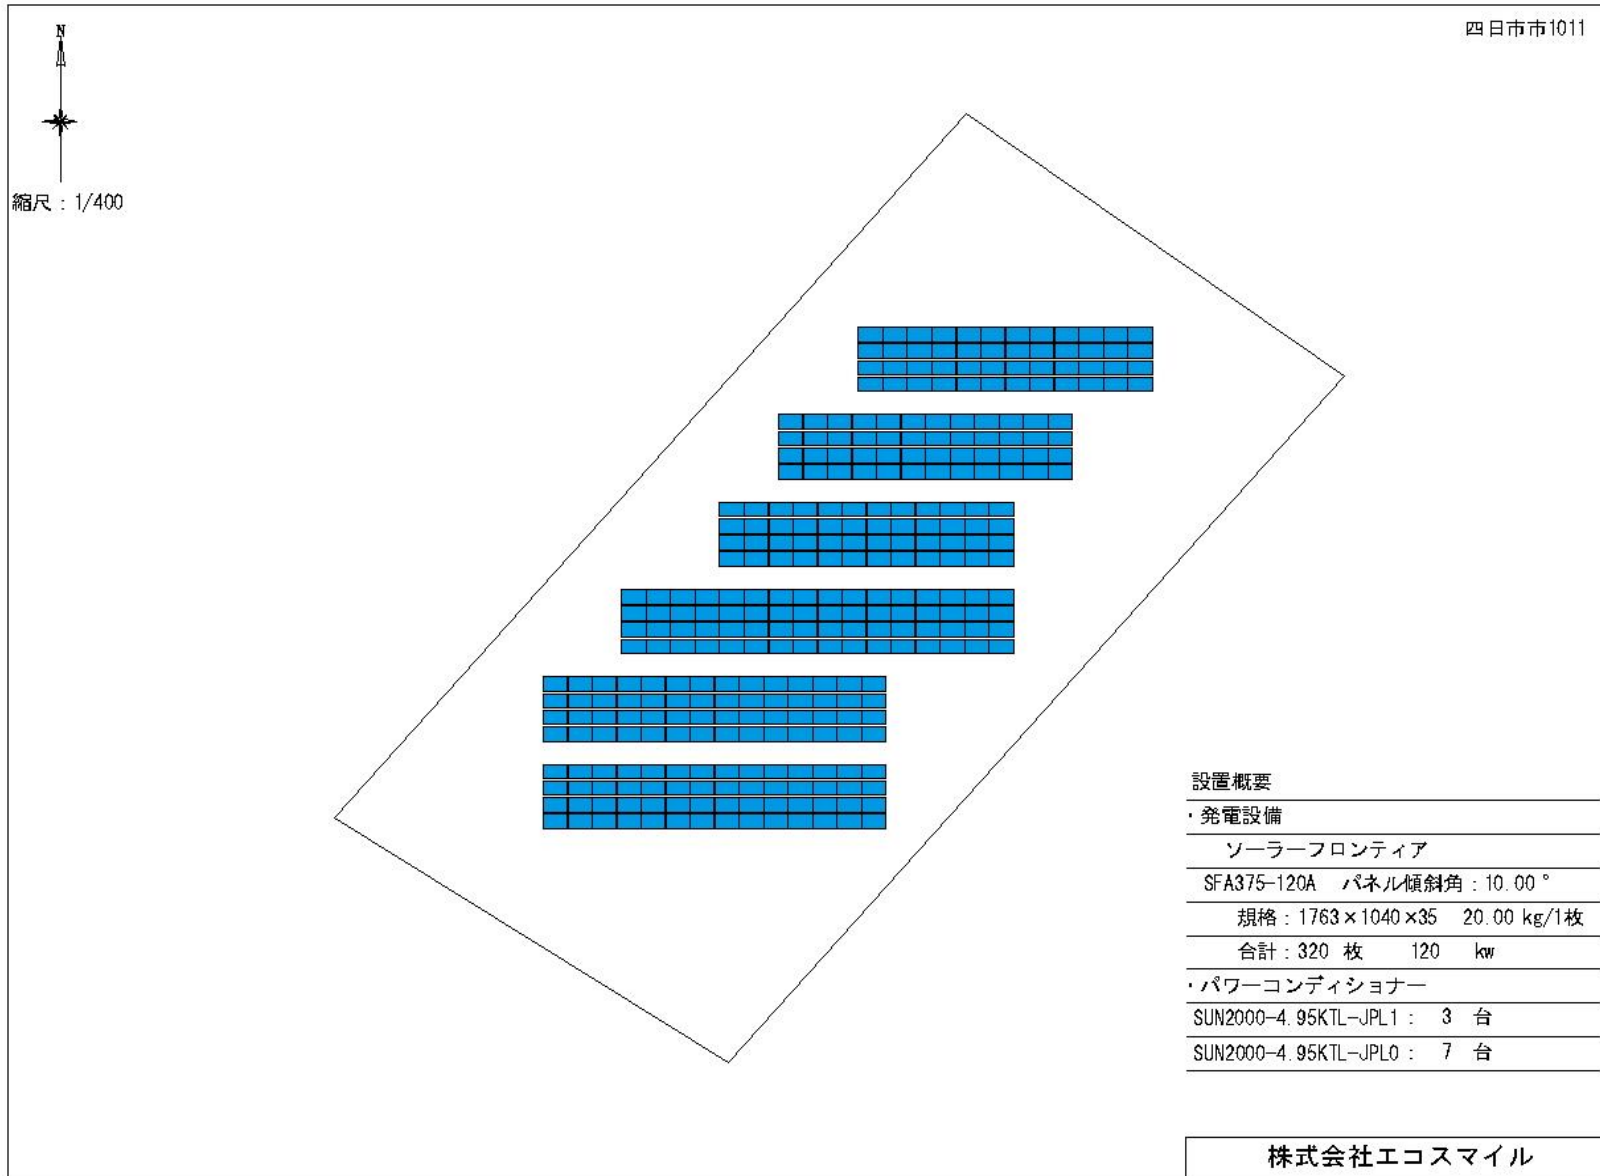 四日市市1011
N
縮尺：1/400
設置概要
・発電設備
ソーラーフロンティア
SFA375-120A パネル傾斜角：10.00°
規格：1763×1040×35 20.00 kg/1枚
合計：320 枚 120 kw
・パワーコンディショナー
SUN2000-4.95KTL-JPL1： 3 台
SUN2000-4.95KTL-JPL0： 7 台
株式会社エコスマイル